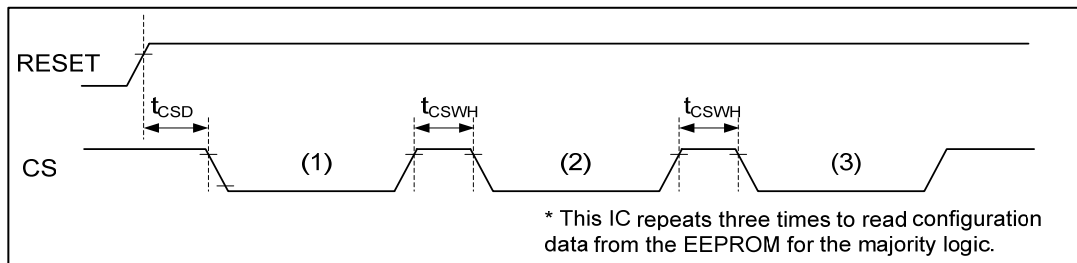 RESET
tCSD
tCSWH
tCSWH
CS
(1)
(2)
(3)
* This IC repeats three times to read configuration
data from the EEPROM for the majority logic.